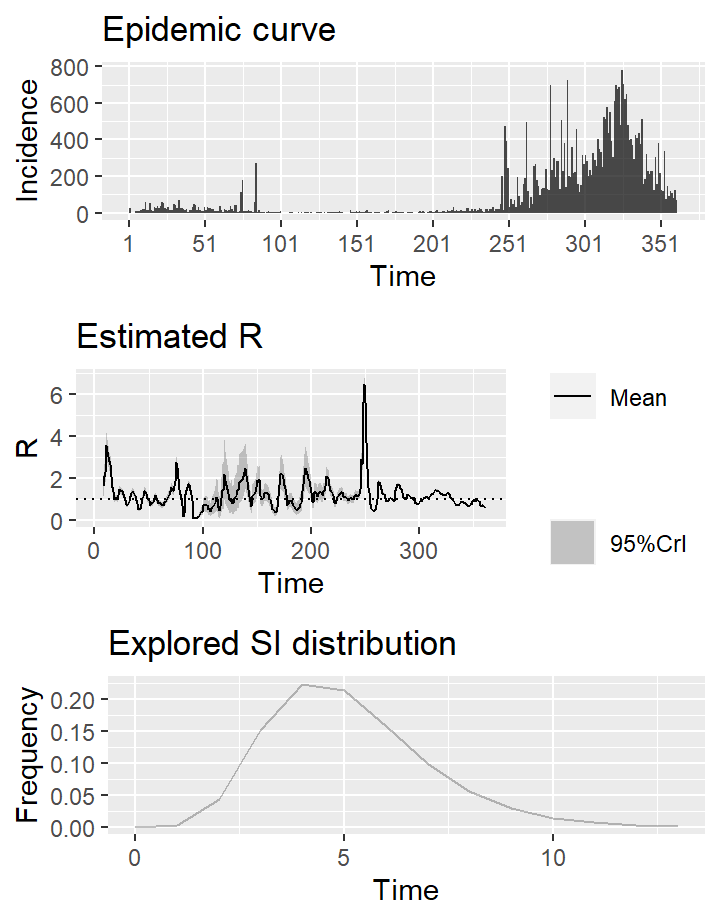 Epidemic curve
800
600
400
200
0
Incidence
1 51 101 151 201 251 301 351
Time
Estimated R
6
4
2
0
R
0 100 200 300
Time
Mean
95%CrI
Explored SI distribution
0.20
0.15
0.10
0.05
0.00
Frequency
0 5 10
Time